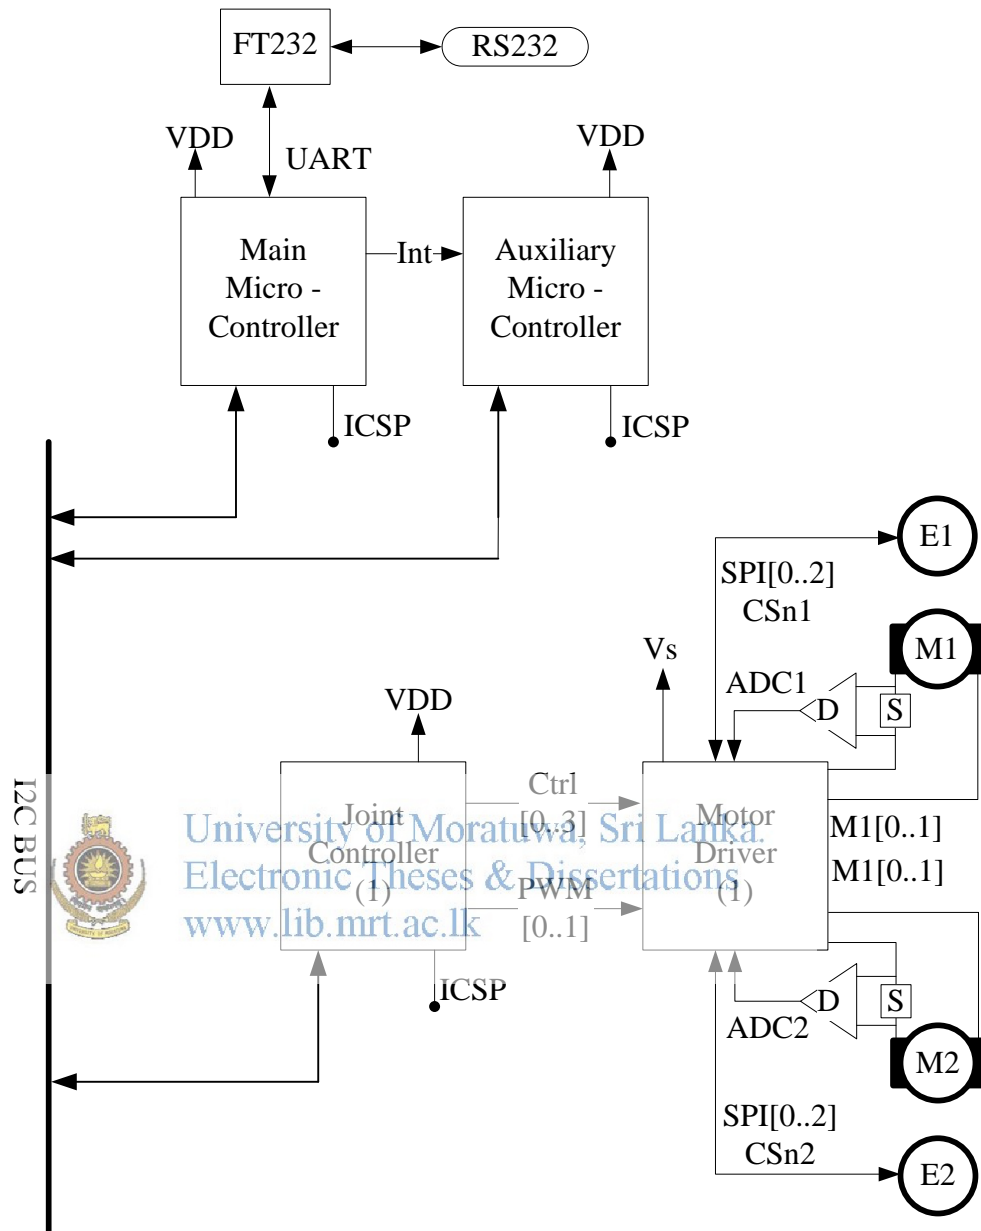 FT232
RS232
VDD
UART
VDD
Main
Micro -
Controller
Int
Auxiliary
Micro -
Controller
ICSP
ICSP
E1
SPI[0..2]
CSn1
M1
Vs
ADC1
D
S
VDD
I2C BUS
Joint
Controller
(1)
Ctrl
[0..3]
PWM
[0..1]
Motor
Driver
(1)
M1[0..1]
M1[0..1]
University of Moratuwa, Sri Lanka.
Electronic Theses & Dissertations
www.lib.mrt.ac.lk
ICSP
D
S
ADC2
M2
SPI[0..2]
CSn2
E2